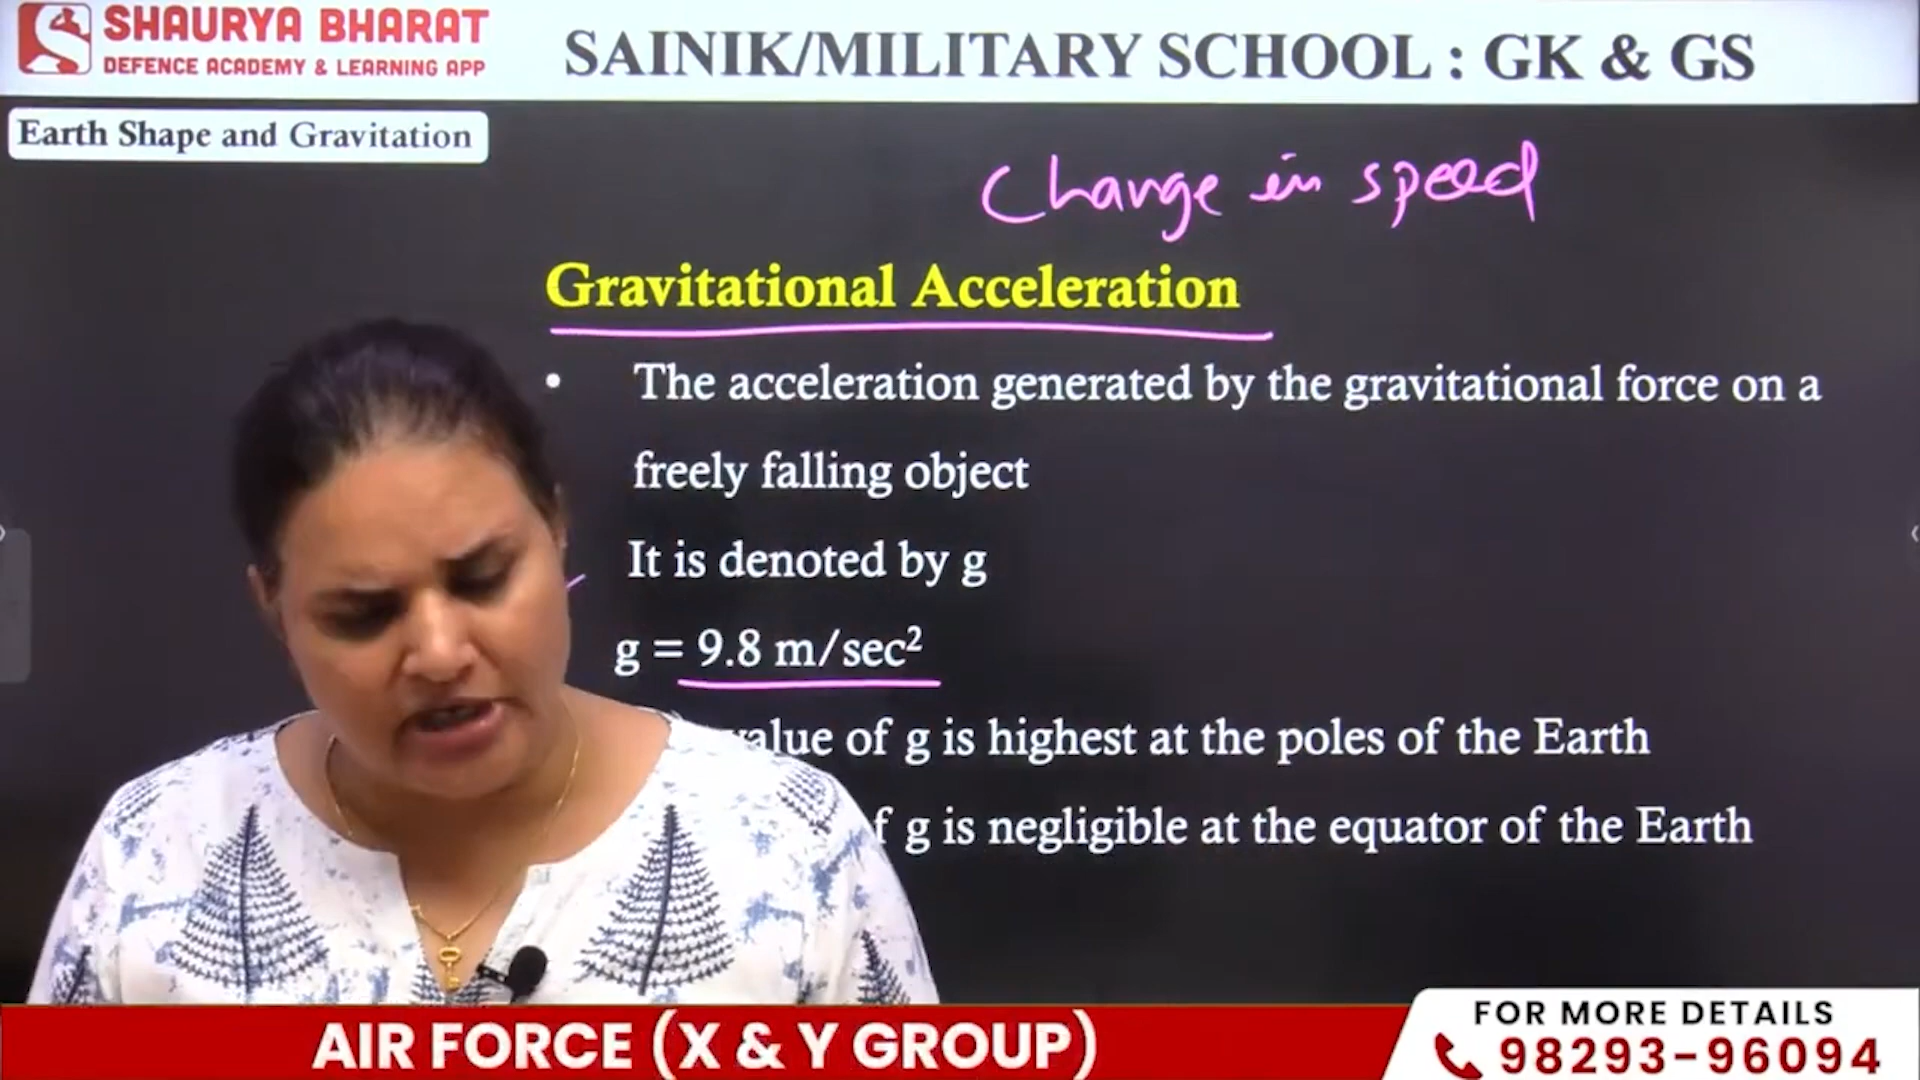 SHAURYA BHARAT
DEFENCE ACADEMY & LEARNING APP
SAINIK/MILITARY SCHOOL : GK & GS
Earth Shape and Gravitation
Change in speed
Gravitational Acceleration
• The acceleration generated by the gravitational force on a
freely falling object
It is denoted by g
g = 9.8 m/sec²
value of g is highest at the poles of the Earth
f g is negligible at the equator of the Earth
AIR FORCE (X & Y GROUP)
FOR MORE DETAILS
98293-96094